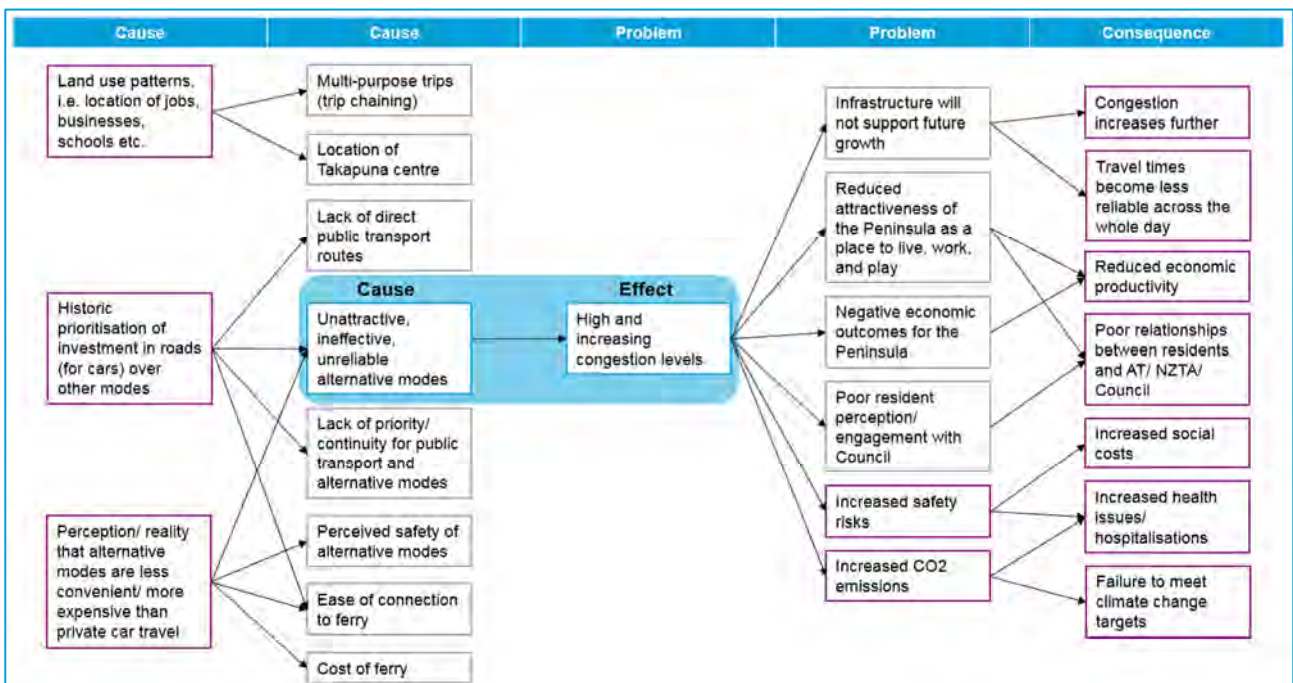 Cause
Cause
Problem
Problem
Consequence
Land use patterns,
i.e. location of jobs,
businesses,
schools etc.
Historic
prioritisation of
investment in roads
(for cars) over
other modes
Perception/ reality
that alternative
modes are less
convenient/ more
expensive than
private car travel
Multi-purpose trips
(trip chaining)
Location of
Takapuna centre
Lack of direct
public transport
routes
Cause
Unattractive,
ineffective,
unreliable
alternative modes
Lack of priority/
continuity for public
transport and
alternative modes
Perceived safety of
alternative modes
Ease of connection
to ferry
Cost of ferry
Effect
High and
increasing
congestion levels
Infrastructure will
not support future
growth
Reduced
attractiveness of
the Peninsula as a
place to live, work,
and play
Negative economic
outcomes for the
Peninsula
Poor resident
perception/
engagement with
Council
Increased safety
risks
Increased CO2
emissions
Congestion
increases further
Travel times
become less
reliable across the
whole day
Reduced economic
productivity
Poor relationships
between residents
and AT/ NZTA/
Council
Increased social
costs
Increased health
issues/
hospitalisations
Failure to meet
climate change
targets